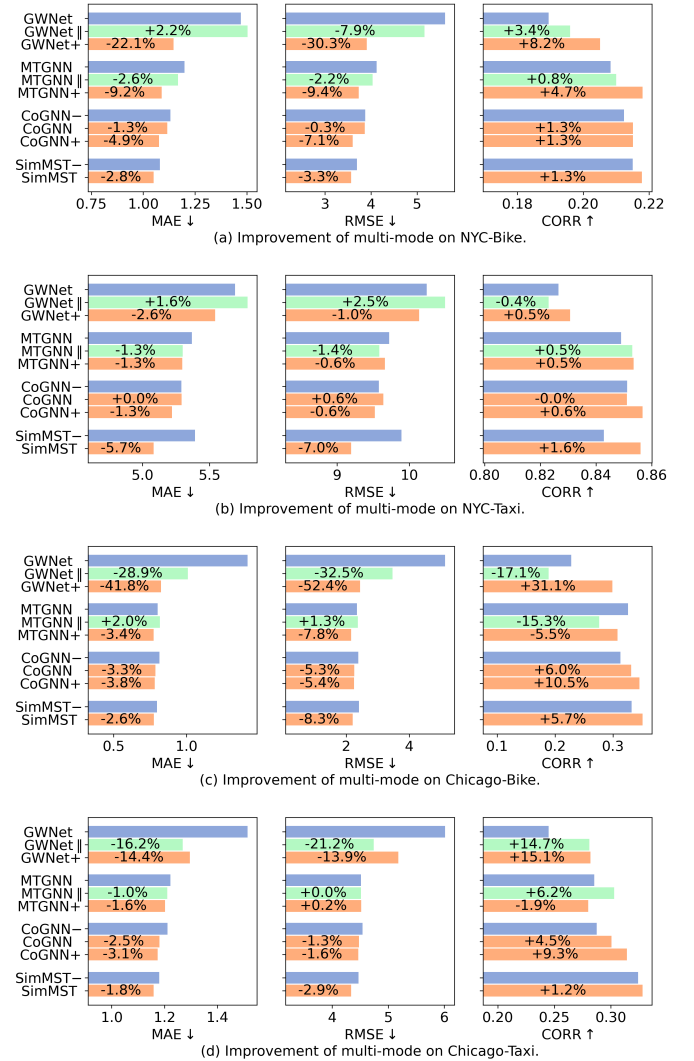 GWNet
GWNet ∥ +2.2% -7.9% +3.4%
GWNet+ -22.1% -30.3% +8.2%
MTGNN
MTGNN ∥ -2.6% -2.2% +0.8%
MTGNN+ -9.2% -9.4% +4.7%
CoGNN−
CoGNN -1.3% -0.3% +1.3%
CoGNN+ -4.9% -7.1% +1.3%
SimMST−
SimMST -2.8% -3.3% +1.3%
0.75 1.00 1.25 1.50 3 4 5 0.18 0.20 0.22
MAE ↓ RMSE ↓ CORR ↑
(a) Improvement of multi-mode on NYC-Bike.
GWNet
GWNet ∥ +1.6% +2.5% -0.4%
GWNet+ -2.6% -1.0% +0.5%
MTGNN
MTGNN ∥ -1.3% -1.4% +0.5%
MTGNN+ -1.3% -0.6% +0.5%
CoGNN−
CoGNN +0.0% +0.6% -0.0%
CoGNN+ -1.3% -0.6% +0.6%
SimMST−
SimMST -5.7% -7.0% +1.6%
5.0 5.5 9 10 0.80 0.82 0.84 0.86
MAE ↓ RMSE ↓ CORR ↑
(b) Improvement of multi-mode on NYC-Taxi.
GWNet
GWNet ∥ -28.9% -32.5% -17.1%
GWNet+ -41.8% -52.4% +31.1%
MTGNN
MTGNN ∥ +2.0% +1.3% -15.3%
MTGNN+ -3.4% -7.8% -5.5%
CoGNN−
CoGNN -3.3% -5.3% +6.0%
CoGNN+ -3.8% -5.4% +10.5%
SimMST−
SimMST -2.6% -8.3% +5.7%
0.5 1.0 2 4 0.1 0.2 0.3
MAE ↓ RMSE ↓ CORR ↑
(c) Improvement of multi-mode on Chicago-Bike.
GWNet
GWNet ∥ -16.2% -21.2% +14.7%
GWNet+ -14.4% -13.9% +15.1%
MTGNN
MTGNN ∥ -1.0% +0.0% +6.2%
MTGNN+ -1.6% +0.2% -1.9%
CoGNN−
CoGNN -2.5% -1.3% +4.5%
CoGNN+ -3.1% -1.6% +9.3%
SimMST−
SimMST -1.8% -2.9% +1.2%
1.0 1.2 1.4 4 5 6 0.20 0.25 0.30
MAE ↓ RMSE ↓ CORR ↑
(d) Improvement of multi-mode on Chicago-Taxi.